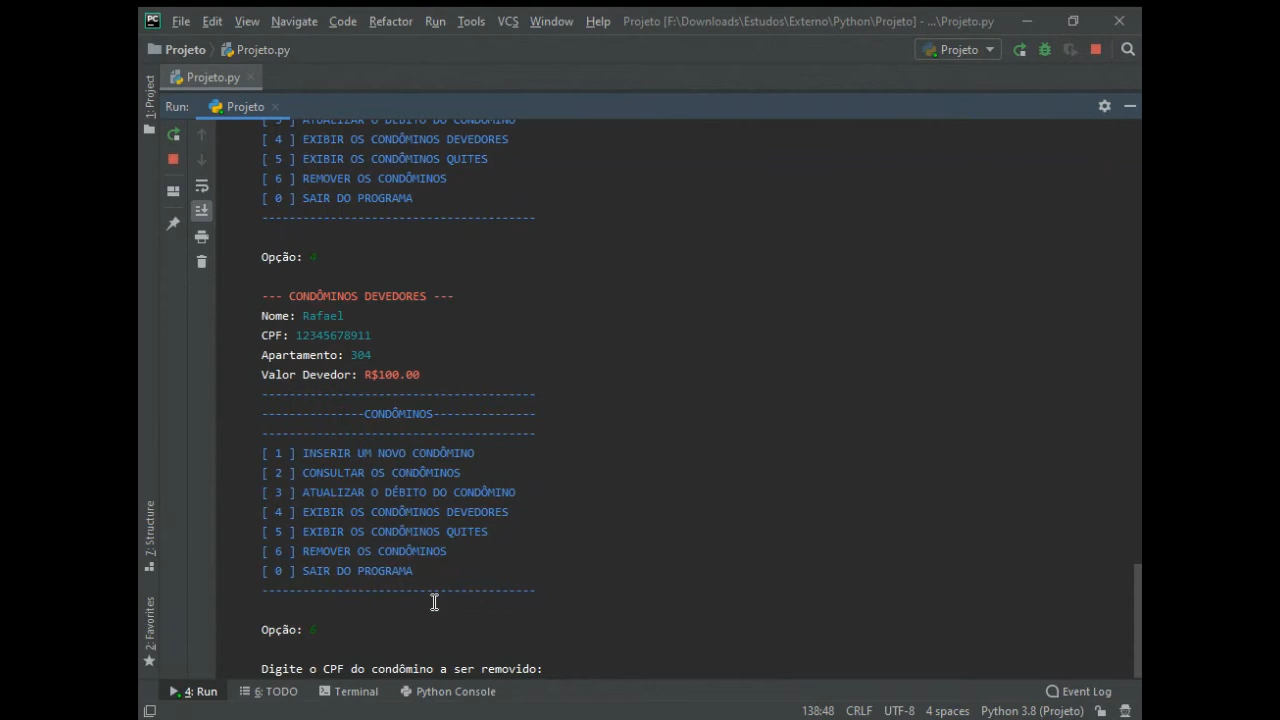 PC File Edit View Navigate Code Refactor Run Tools VCS Window Help Projeto [F:\Downloads\Estudos\Externo\Python\Projeto] - ...\Projeto.py
Projeto Projeto.py Projeto
1: Project
Projeto.py
Run: Projeto
[ 3 ] ATUALIZAR O DÉBITO DO CONDÔMINO
[ 4 ] EXIBIR OS CONDÔMINOS DEVEDORES
[ 5 ] EXIBIR OS CONDÔMINOS QUITES
[ 6 ] REMOVER OS CONDÔMINOS
[ 0 ] SAIR DO PROGRAMA
----------------------------------------
Opção: 4
--- CONDÔMINOS DEVEDORES ---
Nome: Rafael
CPF: 12345678911
Apartamento: 304
Valor Devedor: R$100.00
----------------------------------------
---------------CONDÔMINOS---------------
----------------------------------------
[ 1 ] INSERIR UM NOVO CONDÔMINO
[ 2 ] CONSULTAR OS CONDÔMINOS
[ 3 ] ATUALIZAR O DÉBITO DO CONDÔMINO
[ 4 ] EXIBIR OS CONDÔMINOS DEVEDORES
[ 5 ] EXIBIR OS CONDÔMINOS QUITES
[ 6 ] REMOVER OS CONDÔMINOS
[ 0 ] SAIR DO PROGRAMA
----------------------------------------
Opção: 6
Digite o CPF do condômino a ser removido:
7: Structure
2: Favorites
4: Run 6: TODO Terminal Python Console Event Log
138:48 CRLF UTF-8 4 spaces Python 3.8 (Projeto)